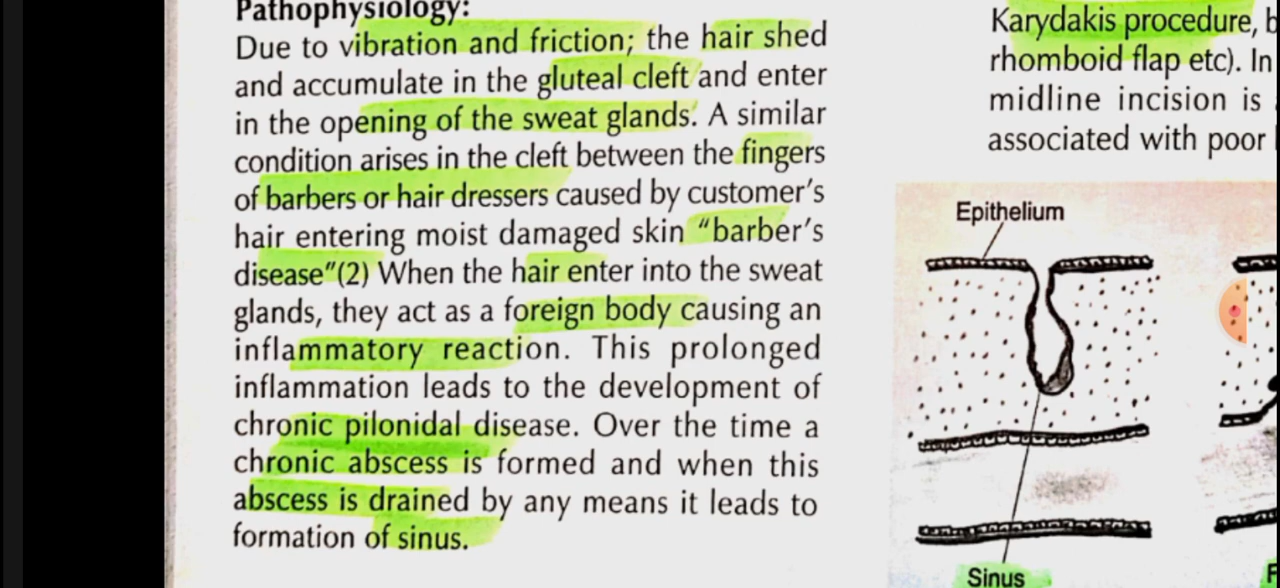 Pathophysiology:
Due to vibration and friction; the hair shed
and accumulate in the gluteal cleft and enter
in the opening of the sweat glands. A similar
condition arises in the cleft between the fingers
of barbers or hair dressers caused by customer's
hair entering moist damaged skin "barber's
disease"(2) When the hair enter into the sweat
glands, they act as a foreign body causing an
inflammatory reaction. This prolonged
inflammation leads to the development of
chronic pilonidal disease. Over the time a
chronic abscess is formed and when this
abscess is drained by any means it leads to
formation of sinus.
Karydakis procedure, b
rhomboid flap etc). In
midline incision is
associated with poor
Epithelium
Sinus